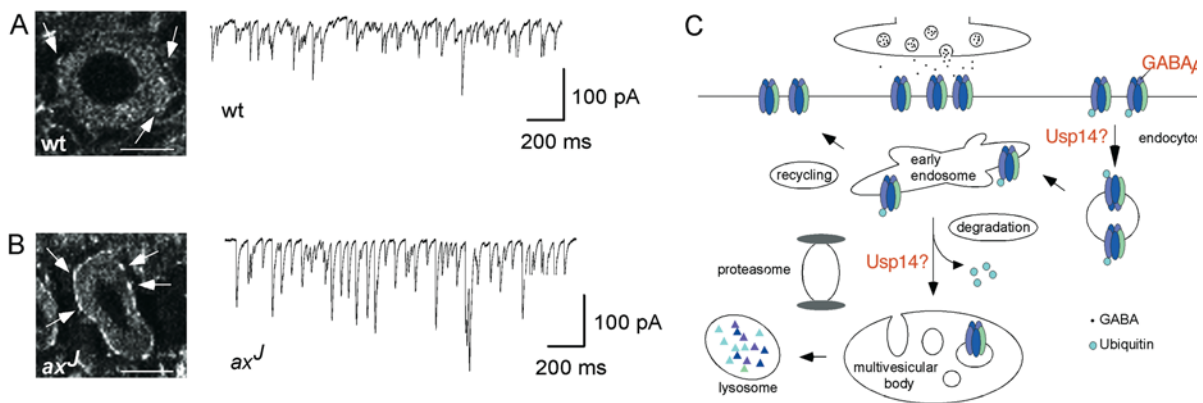 A
wt
wt
100 pA
200 ms
B
ax^J
ax^J
100 pA
200 ms
C
GABA
Usp14?
recycling
early
endosome
degradation
proteasome
Usp14?
GABA
Ubiquitin
multivesicular
body
lysosome